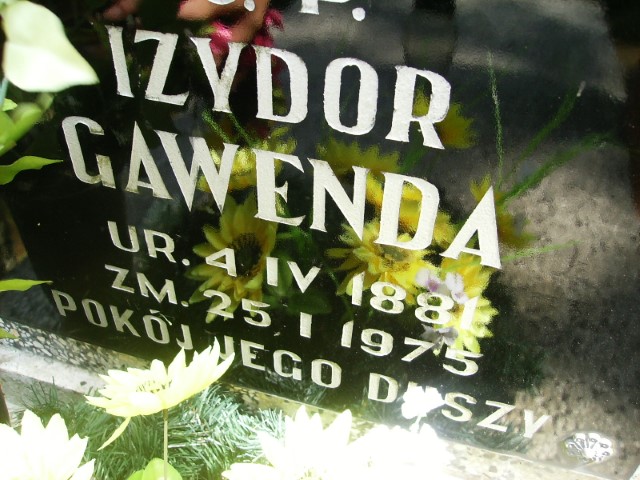 Ś. P.
IZYDOR
GAWENDA
UR. 4 IV 1881
ZM. 25 I 1975
POKÓJ JEGO DUSZY